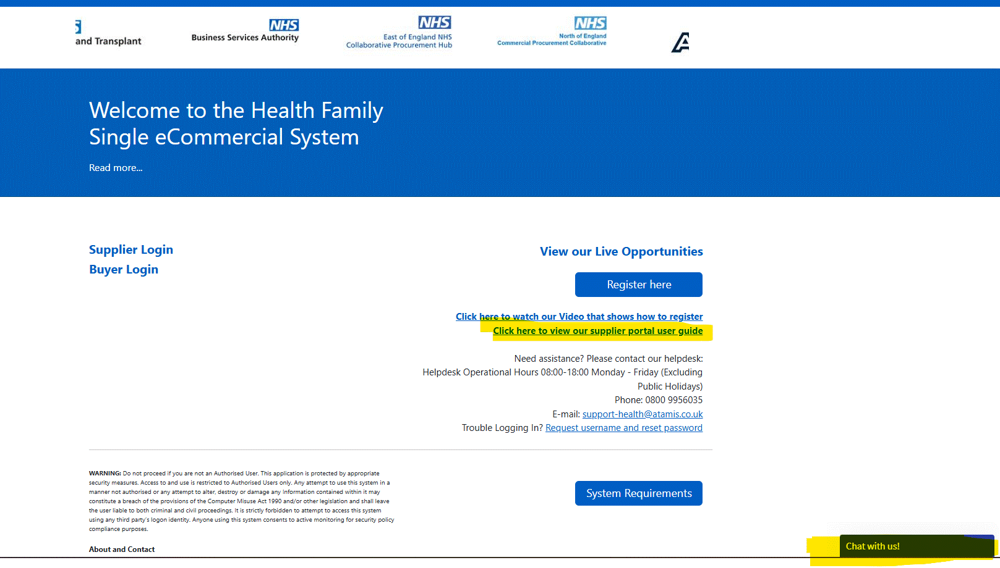 and Transplant
NHS
Business Services Authority
NHS
East of England NHS
Collaborative Procurement Hub
NHS
North of England
Commercial Procurement Collaborative
Welcome to the Health Family
Single eCommercial System
Read more...
Supplier Login
Buyer Login
View our Live Opportunities
Register here
Click here to watch our Video that shows how to register
Click here to view our supplier portal user guide
Need assistance? Please contact our helpdesk:
Helpdesk Operational Hours 08:00-18:00 Monday - Friday (Excluding
Public Holidays)
Phone: 0800 9956035
E-mail: support-health@atamis.co.uk
Trouble Logging In? Request username and reset password
WARNING: Do not proceed if you are not an Authorised User. This application is protected by appropriate
security measures. Access to and use is restricted to Authorised Users only. Any attempt to use this system in a
manner not authorised or any attempt to alter, destroy or damage any Information contained within it may
constitute a breach of the provisions of the Computer Misuse Act 1990 and/or other legislation and shall leave
the user liable to both criminal and civil proceedings. It is strictly forbidden to attempt to access this system
using any third party's logon identity. Anyone using this system consents to active monitoring for security policy
compliance purposes.
System Requirements
About and Contact
Chat with us!